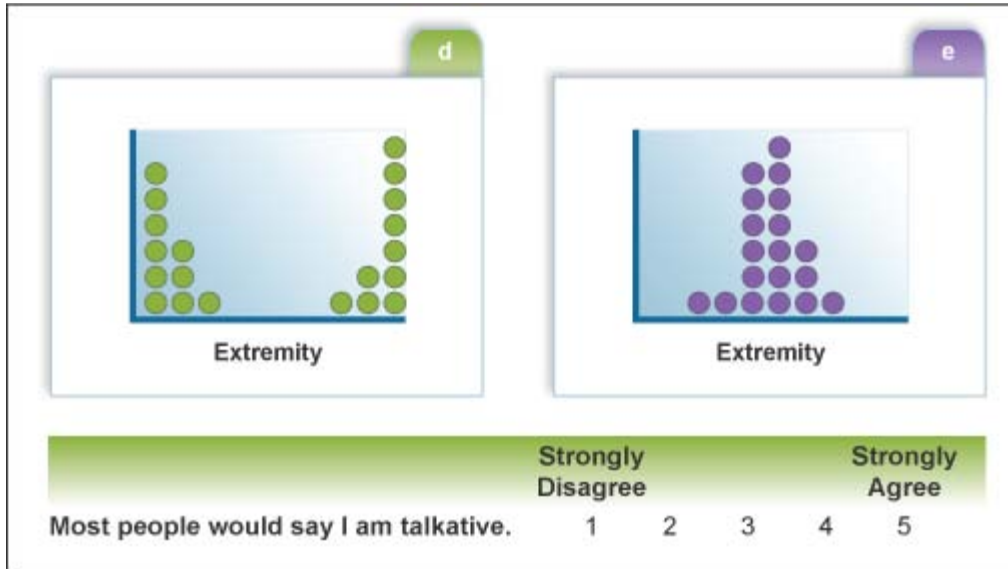 d
e
Extremity
Extremity
Strongly Strongly
Disagree Agree
Most people would say I am talkative. 1 2 3 4 5